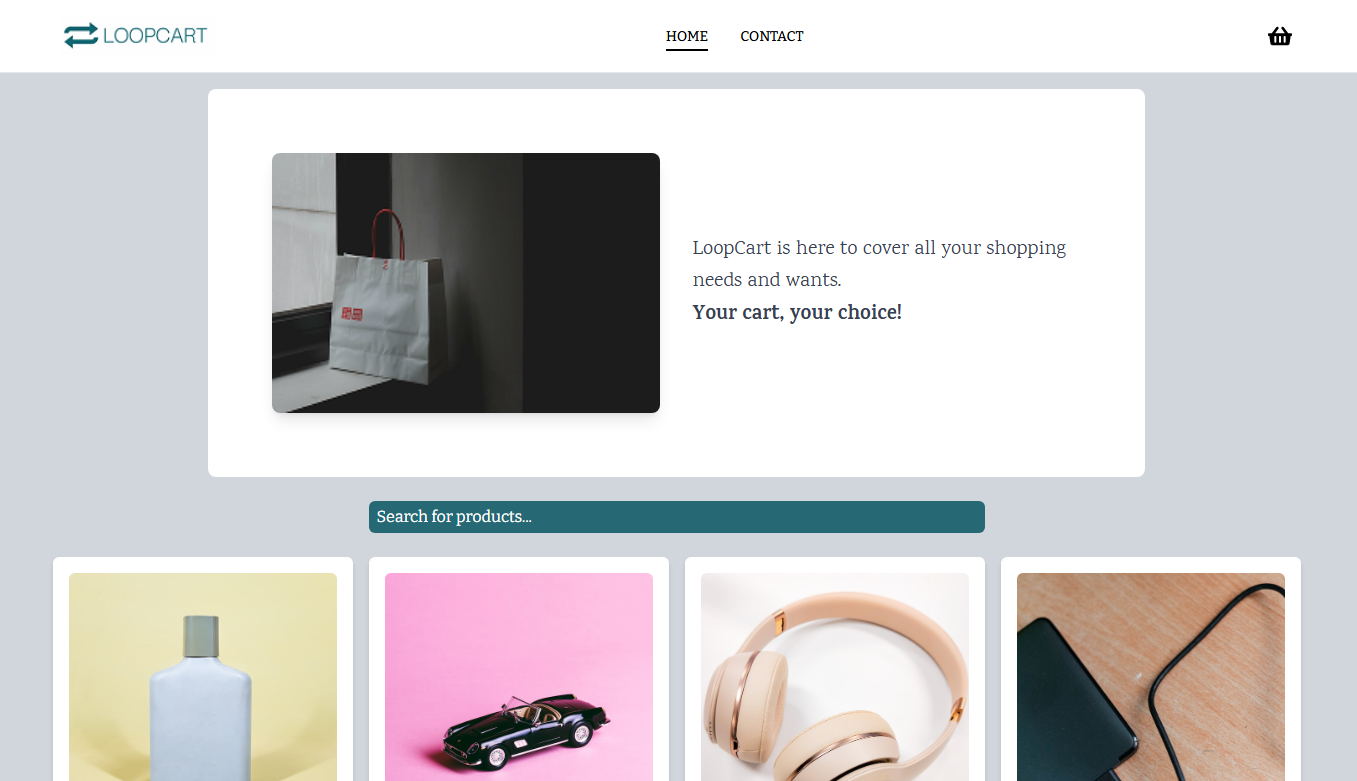 LOOPCART
HOME
CONTACT
LoopCart is here to cover all your shopping
needs and wants.
Your cart, your choice!
Search for products...